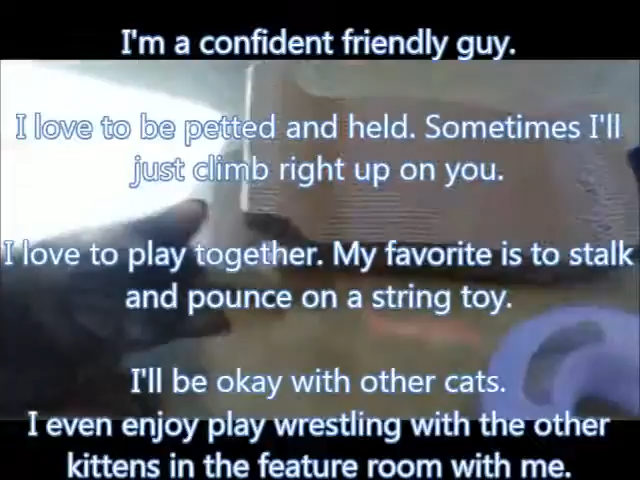 I'm a confident friendly guy.
I love to be petted and held. Sometimes I'll
just climb right up on you.
I love to play together. My favorite is to stalk
and pounce on a string toy.
I'll be okay with other cats.
I even enjoy play wrestling with the other
kittens in the feature room with me.